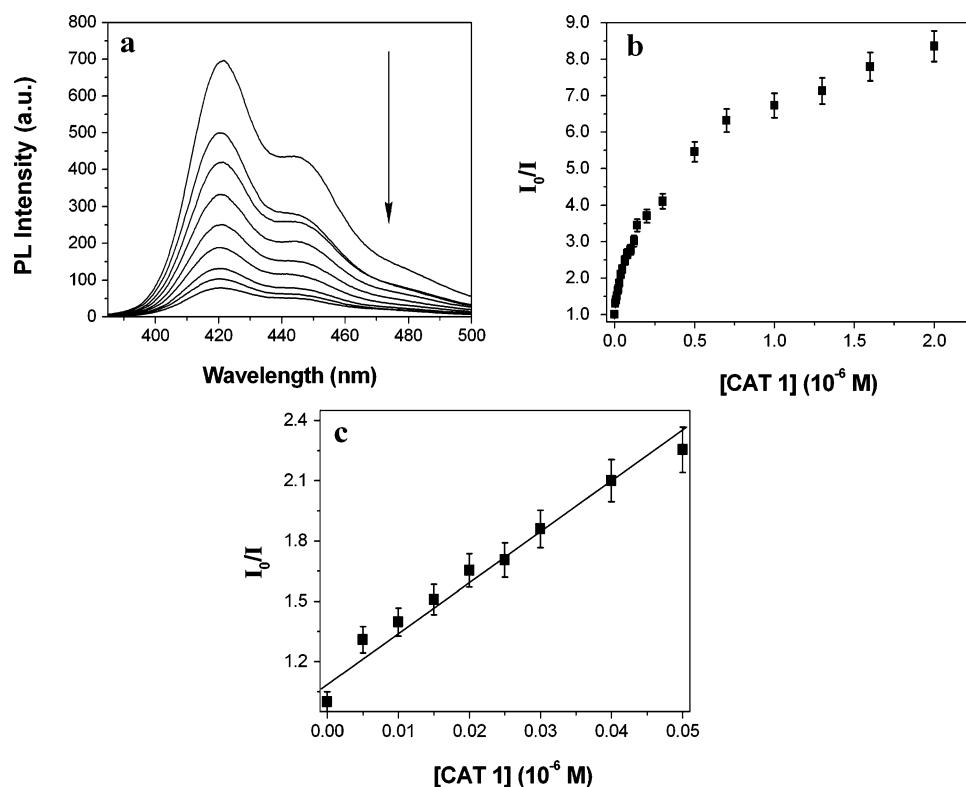 a
800
700
600
500
400
300
200
100
0
PL Intensity (a.u.)
400 420 440 460 480 500
Wavelength (nm)
b
9.0
8.0
7.0
6.0
5.0
4.0
3.0
2.0
1.0
I₀/I
0.0 0.5 1.0 1.5 2.0
[CAT 1] (10⁻⁶ M)
c
2.4
2.1
1.8
1.5
1.2
I₀/I
0.00 0.01 0.02 0.03 0.04 0.05
[CAT 1] (10⁻⁶ M)